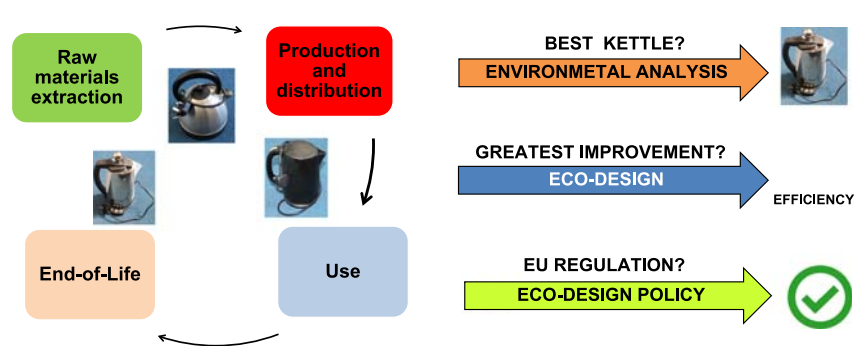 Raw
materials
extraction
Production
and
distribution
End-of-Life
Use
BEST KETTLE?
ENVIRONMETAL ANALYSIS
GREATEST IMPROVEMENT?
ECO-DESIGN
EFFICIENCY
EU REGULATION?
ECO-DESIGN POLICY